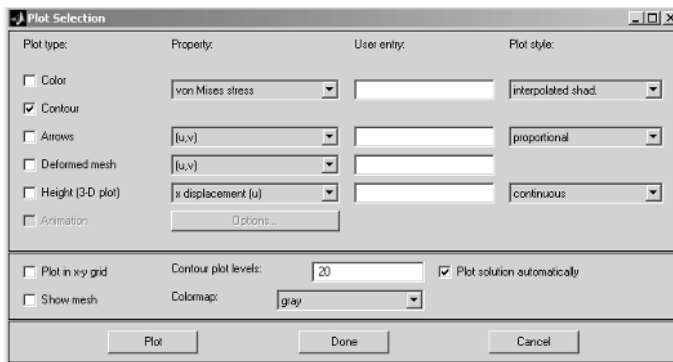 Plot Selection
Plot type: Property: User entry: Plot style:
Color
von Mises stress interpolated shad.
Contour
Arrows (u,v) proportional
Deformed mesh (u,v)
Height (3-D plot) x displacement (u) continuous
Animation Options...
Plot in x-y grid Contour plot levels: 20 Plot solution automatically
Show mesh Colormap: gray
Plot Done Cancel